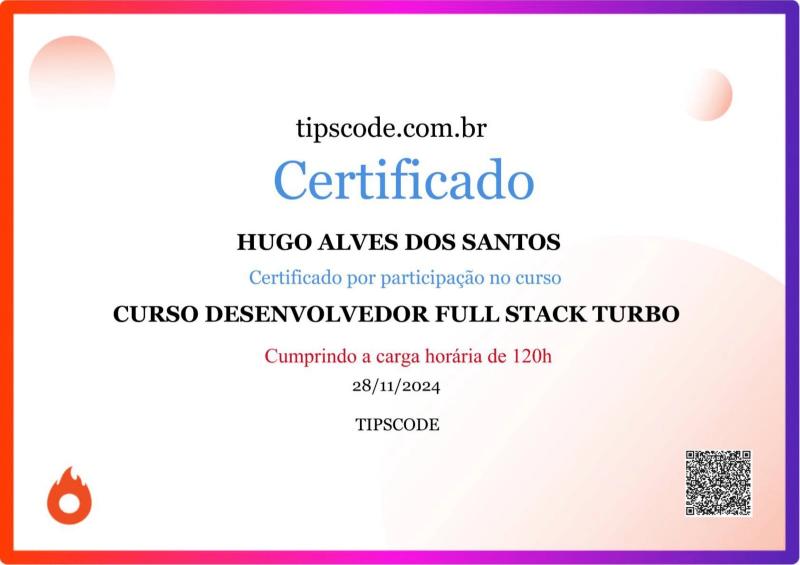 tipscode.com.br
Certificado
HUGO ALVES DOS SANTOS
Certificado por participação no curso
CURSO DESENVOLVEDOR FULL STACK TURBO
Cumprindo a carga horária de 120h
28/11/2024
TIPSCODE